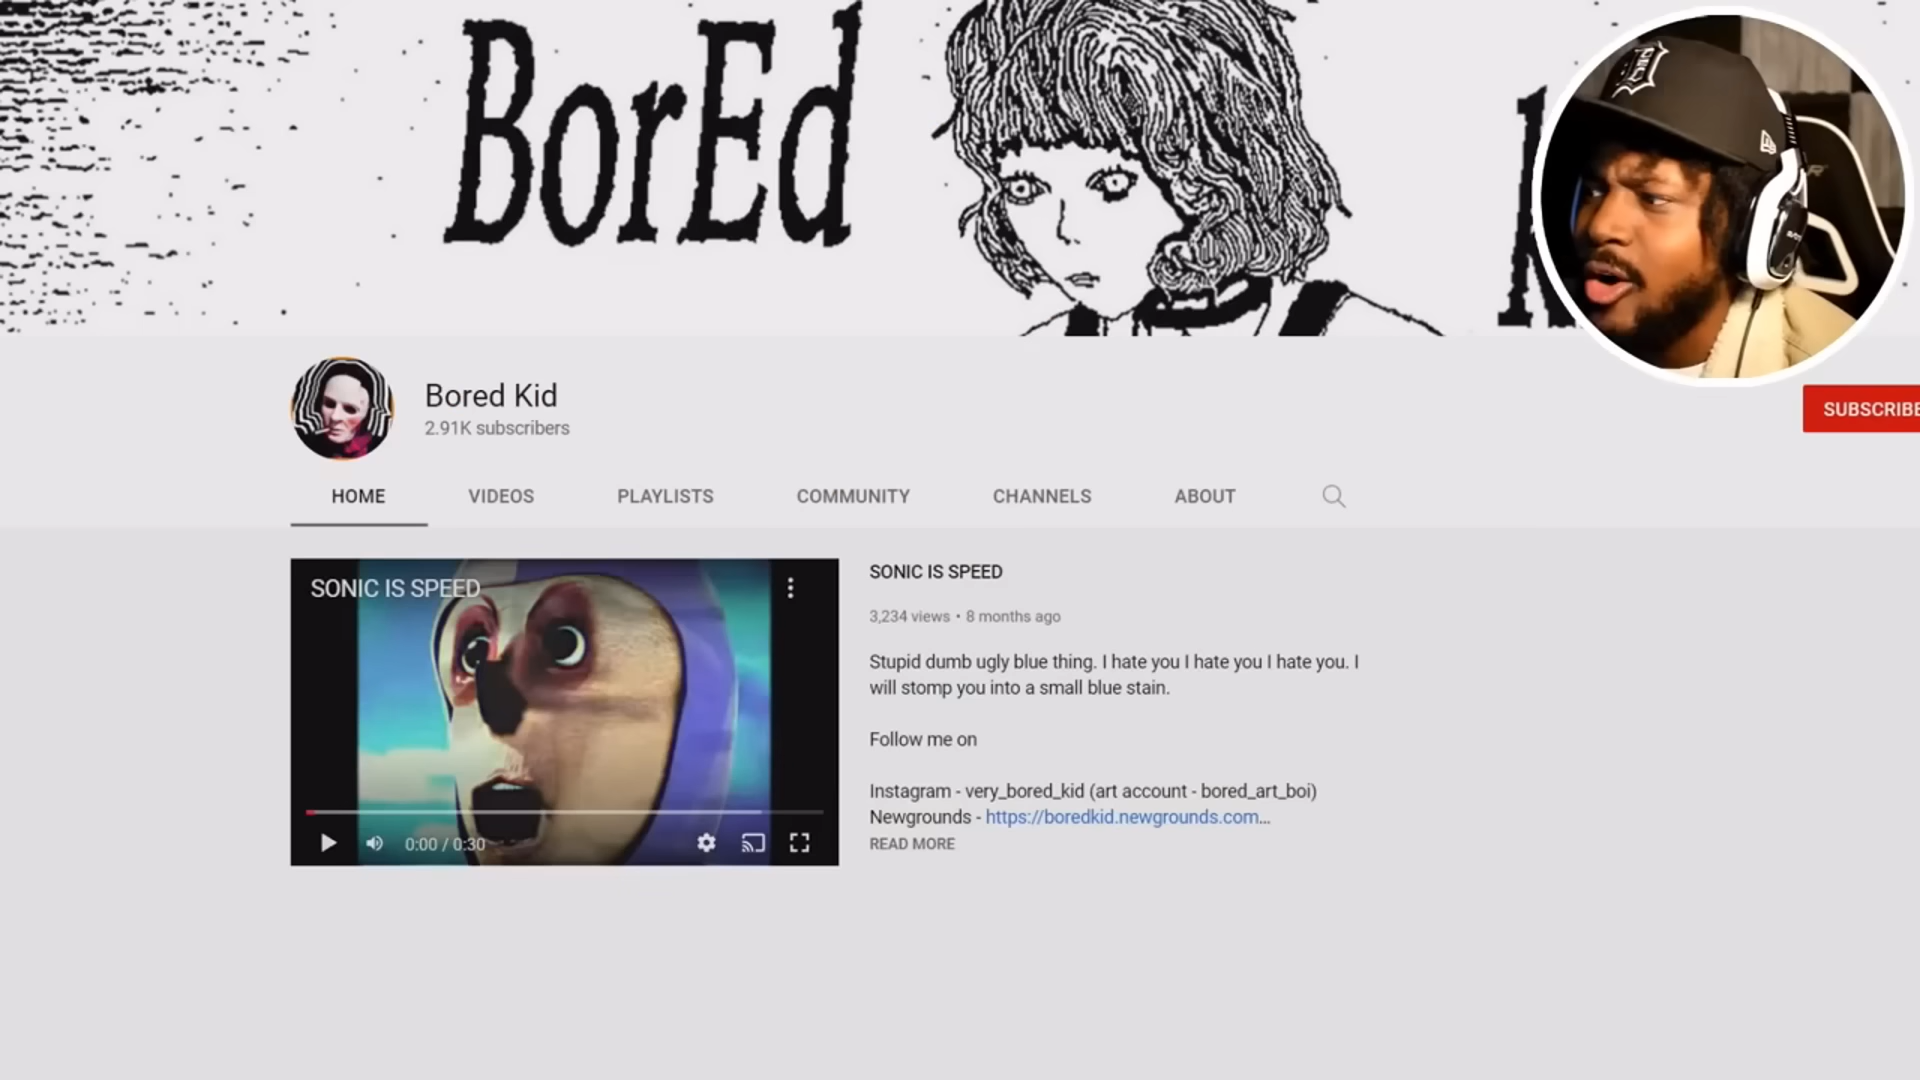 BorEd
Bored Kid
2.91K subscribers
SUBSCRIBE
HOME
VIDEOS
PLAYLISTS
COMMUNITY
CHANNELS
ABOUT
SONIC IS SPEED
0:00 / 0:30
SONIC IS SPEED
3,234 views • 8 months ago
Stupid dumb ugly blue thing. I hate you I hate you I hate you. I
will stomp you into a small blue stain.
Follow me on
Instagram - very_bored_kid (art account - bored_art_boi)
Newgrounds - https://boredkid.newgrounds.com...
READ MORE